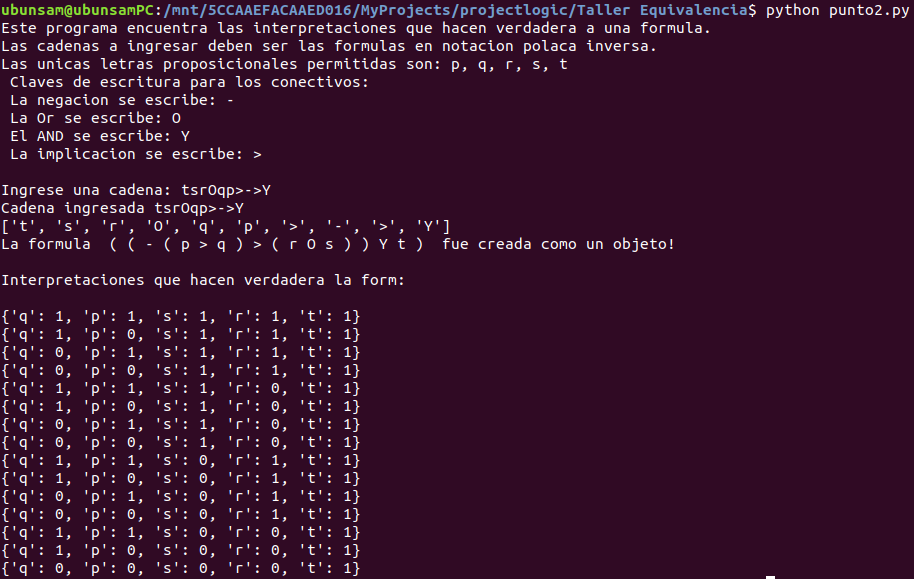 ubunsam@ubunsamPC:/mnt/5CCAAEFACAAED016/MyProjects/projectlogic/Taller Equivalencia$ python punto2.py
Este programa encuentra las interpretaciones que hacen verdadera a una formula.
Las cadenas a ingresar deben ser las formulas en notacion polaca inversa.
Las unicas letras proposicionales permitidas son: p, q, r, s, t
 Claves de escritura para los conectivos:
 La negacion se escribe: -
 La Or se escribe: O
 El AND se escribe: Y
 La implicacion se escribe: >

Ingrese una cadena: tsrOqp>->Y
Cadena ingresada tsrOqp>->Y
['t', 's', 'r', 'O', 'q', 'p', '>', '-', '>', 'Y']
La formula  ( ( - ( p > q ) > ( r O s ) ) Y t )  fue creada como un objeto!

Interpretaciones que hacen verdadera la form:

{'q': 1, 'p': 1, 's': 1, 'r': 1, 't': 1}
{'q': 1, 'p': 0, 's': 1, 'r': 1, 't': 1}
{'q': 0, 'p': 1, 's': 1, 'r': 1, 't': 1}
{'q': 0, 'p': 0, 's': 1, 'r': 1, 't': 1}
{'q': 1, 'p': 1, 's': 1, 'r': 0, 't': 1}
{'q': 1, 'p': 0, 's': 1, 'r': 0, 't': 1}
{'q': 0, 'p': 1, 's': 1, 'r': 0, 't': 1}
{'q': 0, 'p': 0, 's': 1, 'r': 0, 't': 1}
{'q': 1, 'p': 1, 's': 0, 'r': 1, 't': 1}
{'q': 1, 'p': 0, 's': 0, 'r': 1, 't': 1}
{'q': 0, 'p': 1, 's': 0, 'r': 1, 't': 1}
{'q': 0, 'p': 0, 's': 0, 'r': 1, 't': 1}
{'q': 1, 'p': 1, 's': 0, 'r': 0, 't': 1}
{'q': 1, 'p': 0, 's': 0, 'r': 0, 't': 1}
{'q': 0, 'p': 0, 's': 0, 'r': 0, 't': 1}